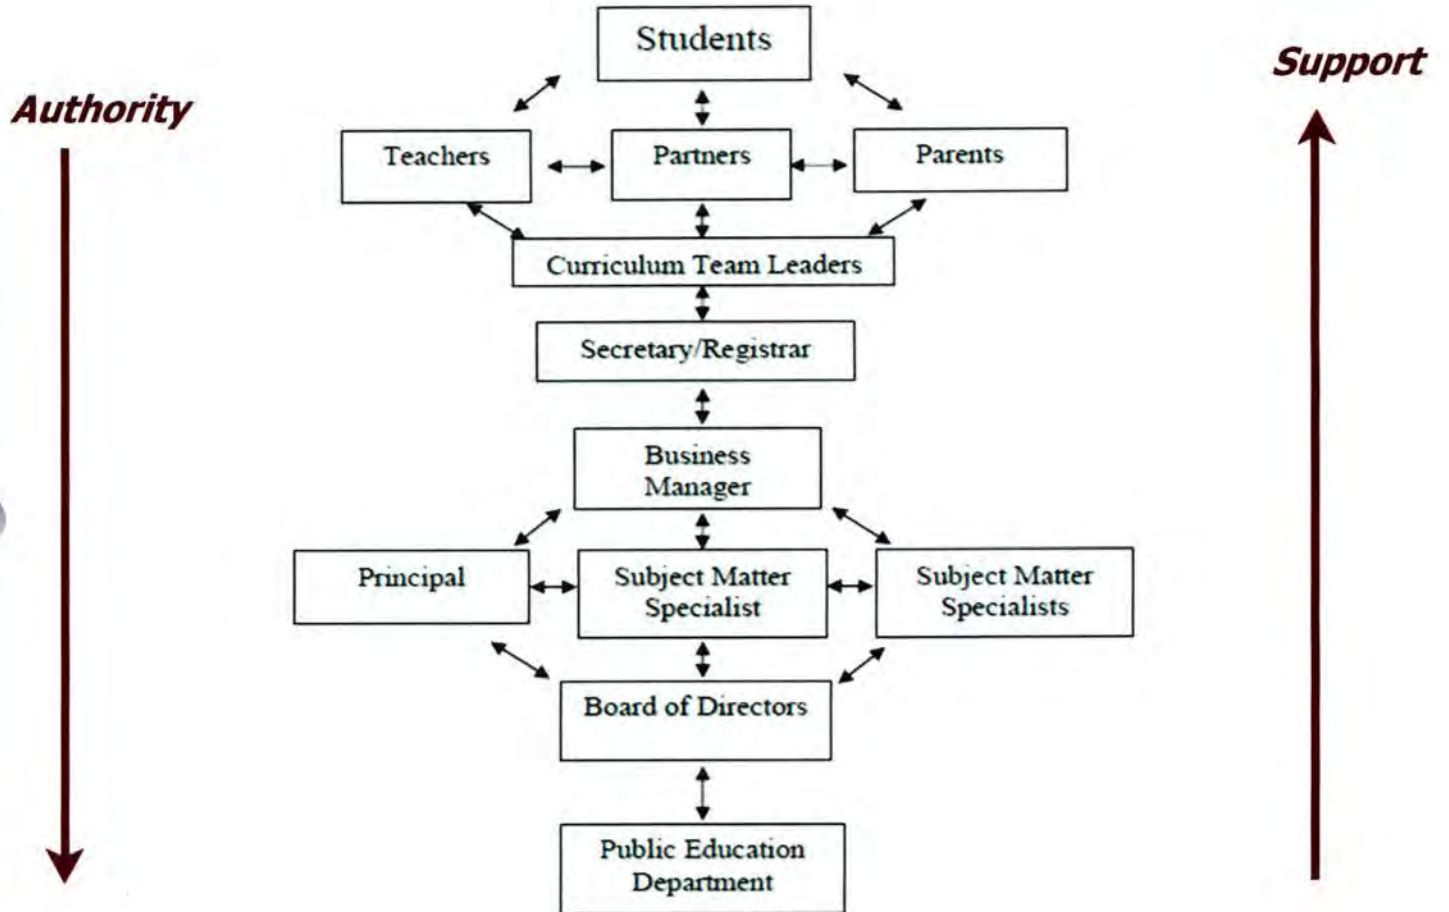 Students
Support
Authority
Teachers
Partners
Parents
Curriculum Team Leaders
Secretary/Registrar
Business
Manager
Principal
Subject Matter
Specialist
Subject Matter
Specialists
Board of Directors
Public Education
Department